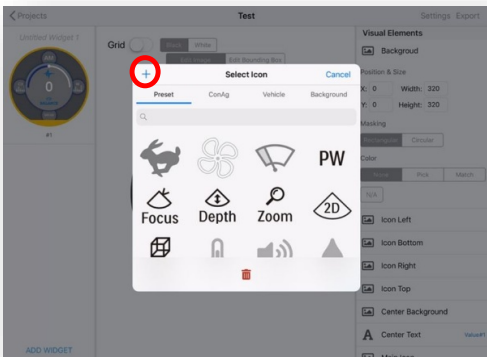 Projects
Test
Settings Export
Untitled Widget 1
Grid
Black White
Edit Image Edit Bounding Box
Visual Elements
Backgroud
Position & Size
X: 0 Width: 320
Y: 0 Height: 320
Masking
Rectangular Circular
Color
None Pick Match
N/A
+ Select Icon Cancel
Preset ConAg Vehicle Background
PW
Focus Depth Zoom 2D
0
#1
Icon Left
Icon Bottom
Icon Right
Icon Top
Center Background
A Center Text Value#1
Main Icon
ADD WIDGET